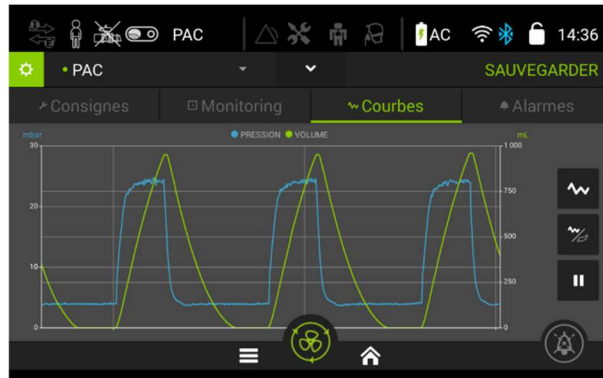 PAC AC 14:36
• PAC SAUVEGARDER
Consignes Monitoring Courbes Alarmes
mbar PRESSION VOLUME mL
30 1 000
20 750
500
10 250
0 0